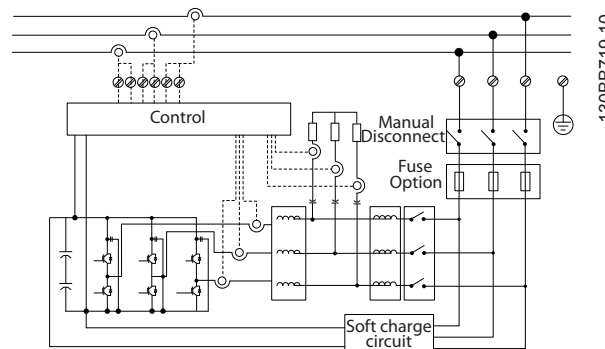 130BB719.10
Control
Manual
Disconnect
Fuse
Option
Soft charge
circuit